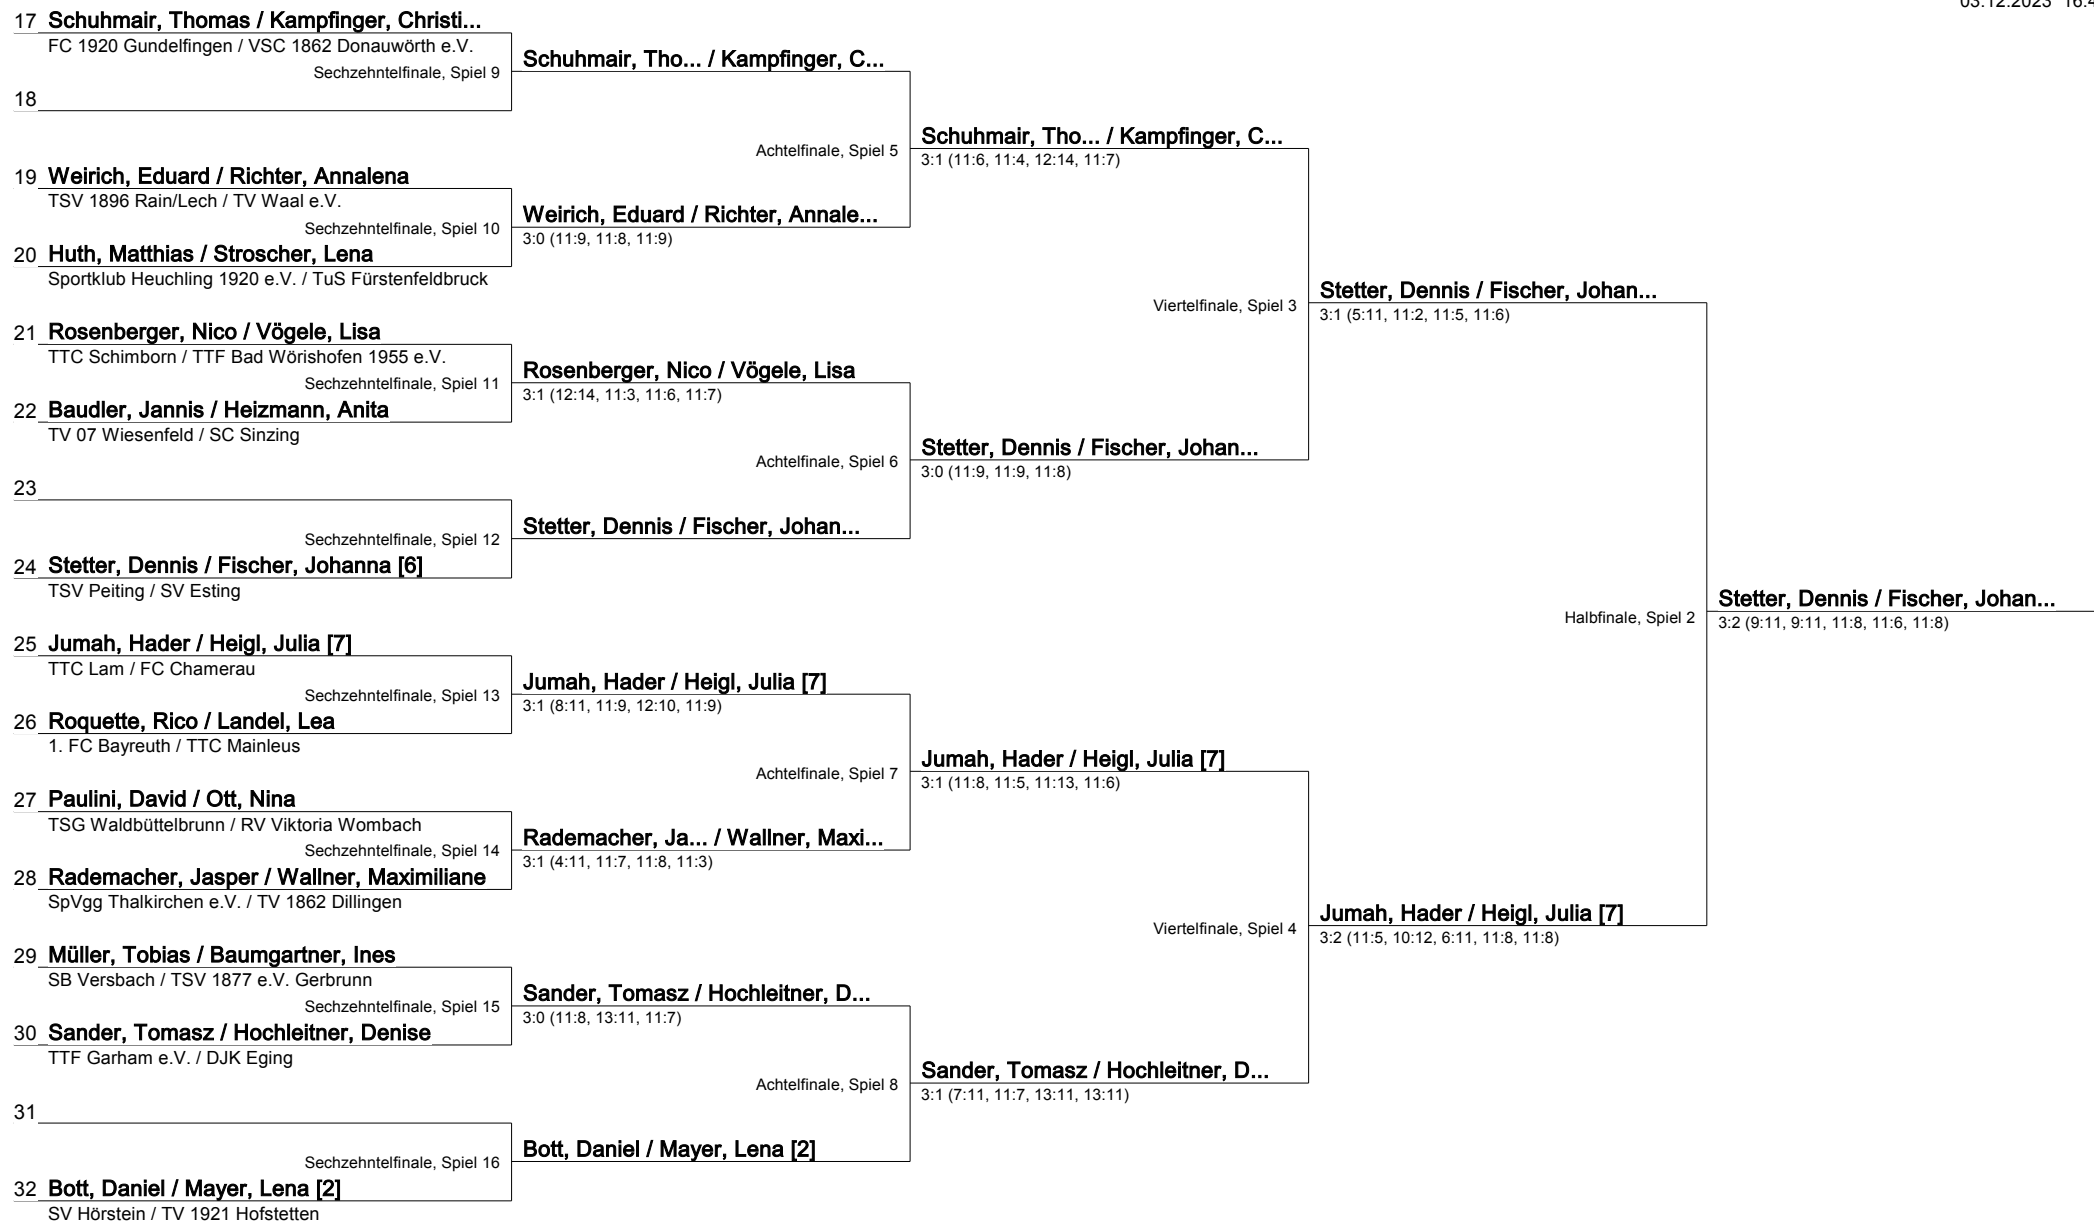 03.12.2023 16:4
17 Schuhmair, Thomas / Kampfinger, Christi...
FC 1920 Gundelfingen / VSC 1862 Donauwörth e.V.
Sechzehntelfinale, Spiel 9
Schuhmair, Tho... / Kampfinger, C...
18
Achtelfinale, Spiel 5
Schuhmair, Tho... / Kampfinger, C...
3:1 (11:6, 11:4, 12:14, 11:7)
19 Weirich, Eduard / Richter, Annalena
TSV 1896 Rain/Lech / TV Waal e.V.
Sechzehntelfinale, Spiel 10
Weirich, Eduard / Richter, Annale...
3:0 (11:9, 11:8, 11:9)
20 Huth, Matthias / Stroscher, Lena
Sportklub Heuchling 1920 e.V. / TuS Fürstenfeldbruck
Viertelfinale, Spiel 3
Stetter, Dennis / Fischer, Johan...
3:1 (5:11, 11:2, 11:5, 11:6)
21 Rosenberger, Nico / Vögele, Lisa
TTC Schimborn / TTF Bad Wörishofen 1955 e.V.
Sechzehntelfinale, Spiel 11
Rosenberger, Nico / Vögele, Lisa
3:1 (12:14, 11:3, 11:6, 11:7)
22 Baudler, Jannis / Heizmann, Anita
TV 07 Wiesenfeld / SC Sinzing
Achtelfinale, Spiel 6
Stetter, Dennis / Fischer, Johan...
3:0 (11:9, 11:9, 11:8)
23
Sechzehntelfinale, Spiel 12
Stetter, Dennis / Fischer, Johan...
24 Stetter, Dennis / Fischer, Johanna [6]
TSV Peiting / SV Esting
Halbfinale, Spiel 2
Stetter, Dennis / Fischer, Johan...
3:2 (9:11, 9:11, 11:8, 11:6, 11:8)
25 Jumah, Hader / Heigl, Julia [7]
TTC Lam / FC Chamerau
Sechzehntelfinale, Spiel 13
Jumah, Hader / Heigl, Julia [7]
3:1 (8:11, 11:9, 12:10, 11:9)
26 Roquette, Rico / Landel, Lea
1. FC Bayreuth / TTC Mainleus
Achtelfinale, Spiel 7
Jumah, Hader / Heigl, Julia [7]
3:1 (11:8, 11:5, 11:13, 11:6)
27 Paulini, David / Ott, Nina
TSG Waldbüttelbrunn / RV Viktoria Wombach
Sechzehntelfinale, Spiel 14
Rademacher, Ja... / Wallner, Maxi...
3:1 (4:11, 11:7, 11:8, 11:3)
28 Rademacher, Jasper / Wallner, Maximiliane
SpVgg Thalkirchen e.V. / TV 1862 Dillingen
Viertelfinale, Spiel 4
Jumah, Hader / Heigl, Julia [7]
3:2 (11:5, 10:12, 6:11, 11:8, 11:8)
29 Müller, Tobias / Baumgartner, Ines
SB Versbach / TSV 1877 e.V. Gerbrunn
Sechzehntelfinale, Spiel 15
Sander, Tomasz / Hochleitner, D...
3:0 (11:8, 13:11, 11:7)
30 Sander, Tomasz / Hochleitner, Denise
TTF Garham e.V. / DJK Eging
Achtelfinale, Spiel 8
Sander, Tomasz / Hochleitner, D...
3:1 (7:11, 11:7, 13:11, 13:11)
31
Sechzehntelfinale, Spiel 16
Bott, Daniel / Mayer, Lena [2]
32 Bott, Daniel / Mayer, Lena [2]
SV Hörstein / TV 1921 Hofstetten